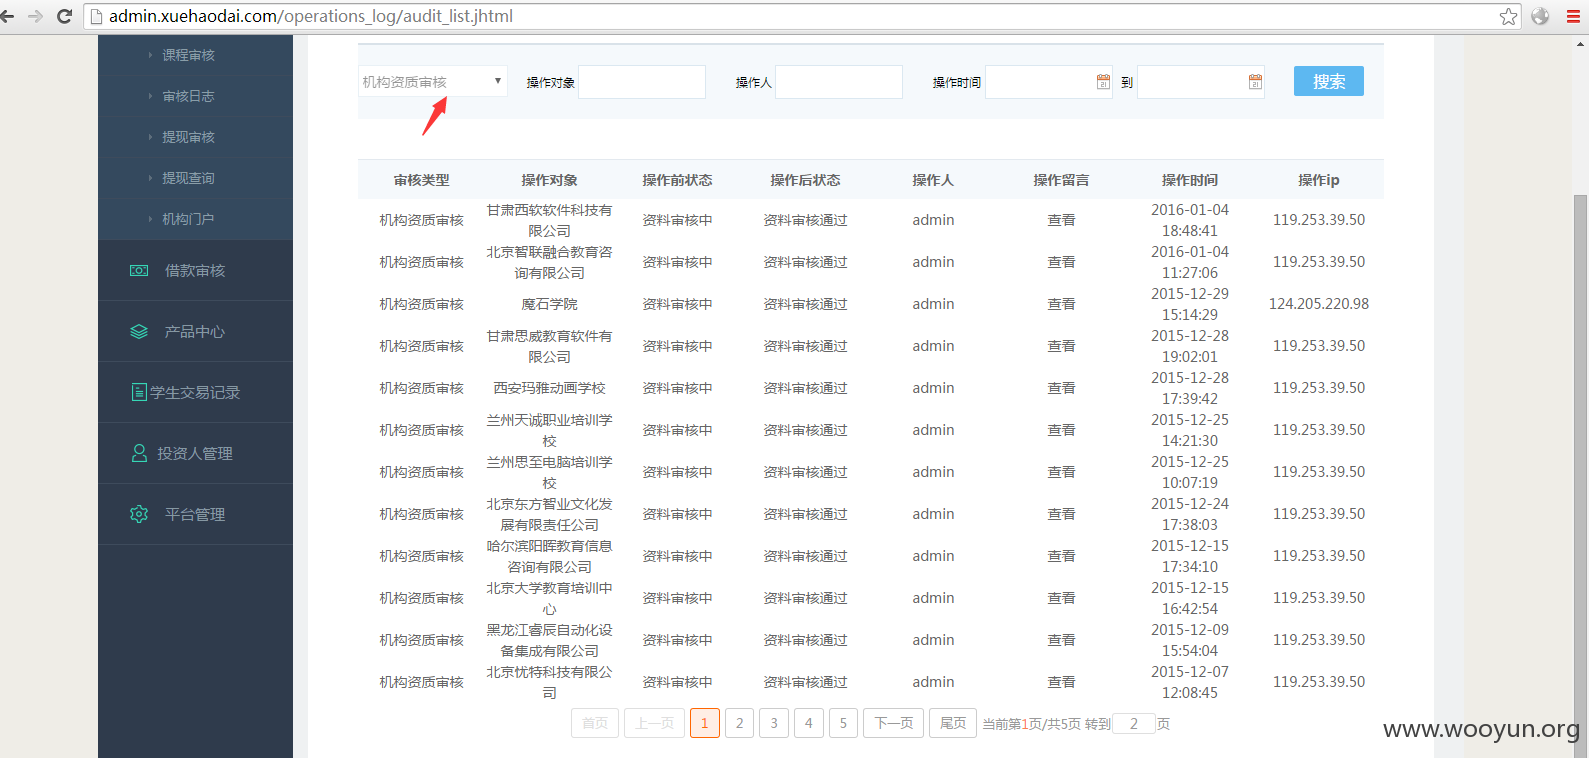 admin.xuehaodai.com/operations_log/audit_list.jhtml
课程审核
审核日志
提现审核
提现查询
机构门户
借款审核
产品中心
学生交易记录
投资人管理
平台管理
机构资质审核 操作对象 操作人 操作时间 到 搜索
审核类型 操作对象 操作前状态 操作后状态 操作人 操作留言 操作时间 操作ip
机构资质审核 甘肃西软软件科技有 资料审核中 资料审核通过 admin 查看 2016-01-04 119.253.39.50
限公司 18:48:41
机构资质审核 北京智联融合教育咨 资料审核中 资料审核通过 admin 查看 2016-01-04 119.253.39.50
询有限公司 11:27:06
机构资质审核 魔石学院 资料审核中 资料审核通过 admin 查看 2015-12-29 124.205.220.98
15:14:29
机构资质审核 甘肃思威教育软件有 资料审核中 资料审核通过 admin 查看 2015-12-28 119.253.39.50
限公司 19:02:01
机构资质审核 西安玛雅动画学校 资料审核中 资料审核通过 admin 查看 2015-12-28 119.253.39.50
17:39:42
机构资质审核 兰州天诚职业培训学 资料审核中 资料审核通过 admin 查看 2015-12-25 119.253.39.50
校 14:21:30
机构资质审核 兰州思至电脑培训学 资料审核中 资料审核通过 admin 查看 2015-12-25 119.253.39.50
校 10:07:19
机构资质审核 北京东方智业文化发 资料审核中 资料审核通过 admin 查看 2015-12-24 119.253.39.50
展有限责任公司 17:38:03
机构资质审核 哈尔滨阳晖教育信息 资料审核中 资料审核通过 admin 查看 2015-12-15 119.253.39.50
咨询有限公司 17:34:10
机构资质审核 北京大学教育培训中 资料审核中 资料审核通过 admin 查看 2015-12-15 119.253.39.50
心 16:42:54
机构资质审核 黑龙江睿辰自动化设 资料审核中 资料审核通过 admin 查看 2015-12-09 119.253.39.50
备集成有限公司 15:54:04
机构资质审核 北京忧特科技有限公 资料审核中 资料审核通过 admin 查看 2015-12-07 119.253.39.50
司 12:08:45
首页 上一页 1 2 3 4 5 下一页 尾页 当前第1页/共5页 转到 2 页
www.wooyun.org